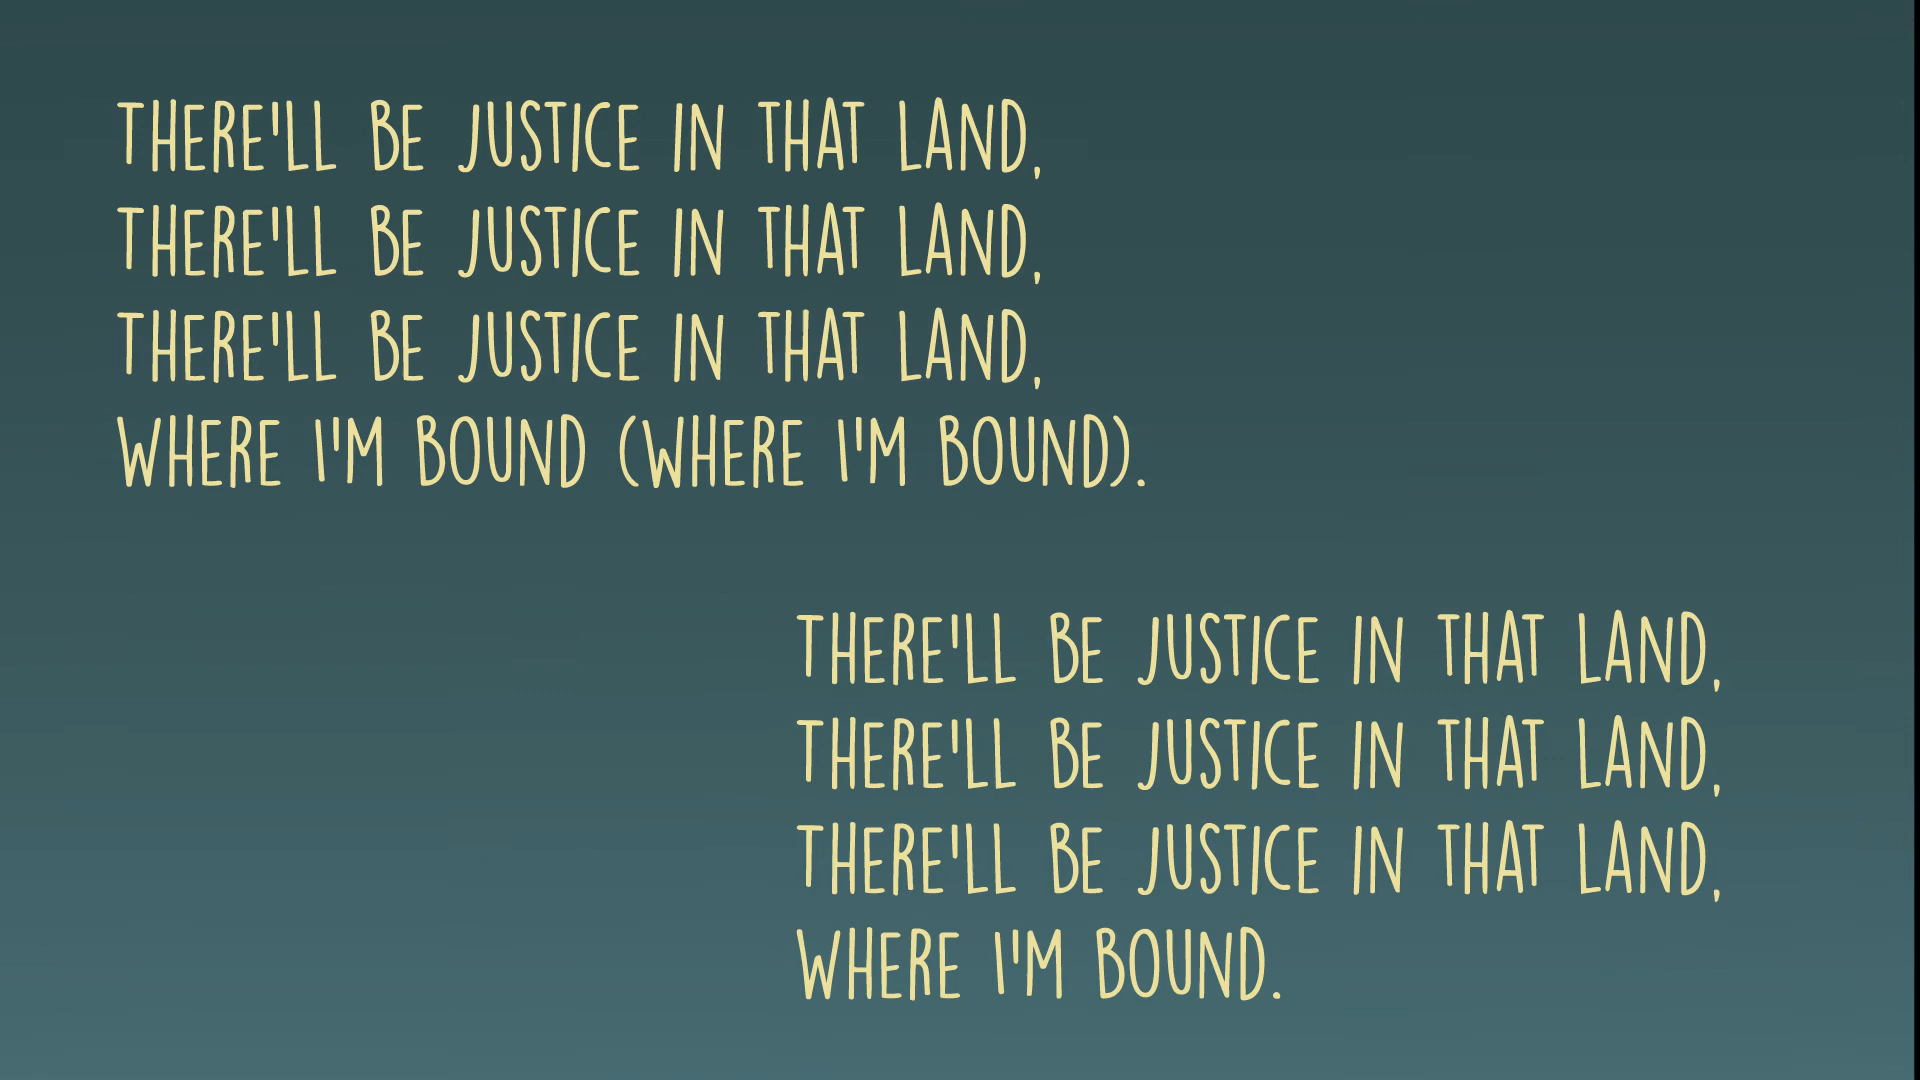 THERE'LL BE JUSTICE IN THAT LAND,
THERE'LL BE JUSTICE IN THAT LAND,
THERE'LL BE JUSTICE IN THAT LAND,
WHERE I'M BOUND (WHERE I'M BOUND).
THERE'LL BE JUSTICE IN THAT LAND,
THERE'LL BE JUSTICE IN THAT LAND,
THERE'LL BE JUSTICE IN THAT LAND,
WHERE I'M BOUND.